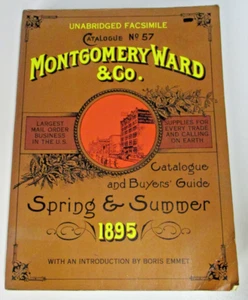 UNABRIDGED FACSIMILE
CATALOGUE No 57
MONTGOMERY WARD
& CO.
LARGEST
MAIL ORDER
BUSINESS
IN THE U.S.
SUPPLIES FOR
EVERY TRADE
AND CALLING
ON EARTH
Catalogue
and Buyers' Guide
Spring & Summer
1895
WITH AN INTRODUCTION BY BORIS EMMET